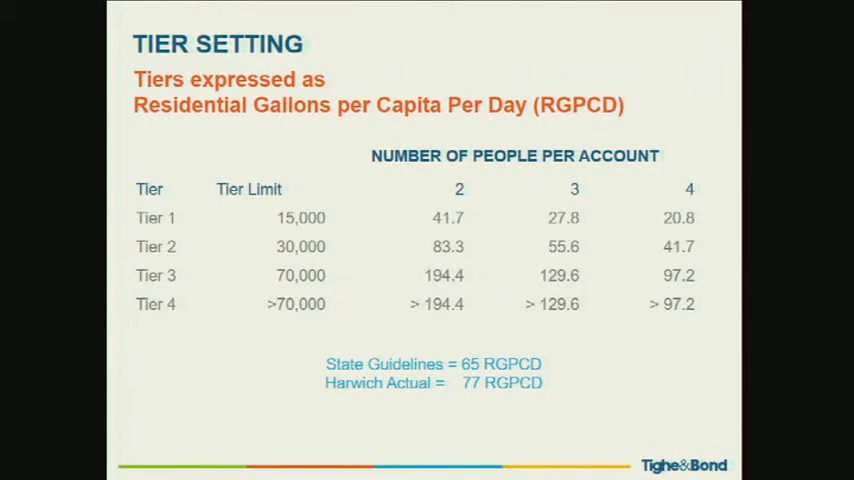 TIER SETTING
Tiers expressed as
Residential Gallons per Capita Per Day (RGPCD)
NUMBER OF PEOPLE PER ACCOUNT
Tier Tier Limit 2 3 4
Tier 1 15,000 41.7 27.8 20.8
Tier 2 30,000 83.3 55.6 41.7
Tier 3 70,000 194.4 129.6 97.2
Tier 4 >70,000 > 194.4 > 129.6 > 97.2
State Guidelines = 65 RGPCD
Harwich Actual = 77 RGPCD
Tighe&Bond